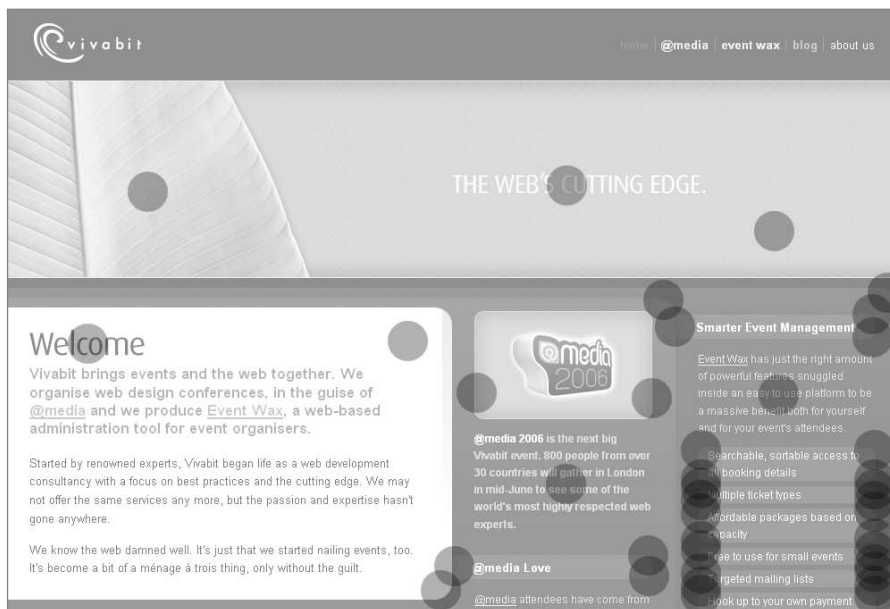 vivabit
home | @media | event wax | blog | about us
THE WEB'S CUTTING EDGE.
Welcome
Vivabit brings events and the web together. We
organise web design conferences, in the guise of
@media and we produce Event Wax, a web-based
administration tool for event organisers.
Started by renowned experts, Vivabit began life as a web development
consultancy with a focus on best practices and the cutting edge. We may
not offer the same services any more, but the passion and expertise hasn't
gone anywhere.
We know the web damned well. It's just that we started nailing events, too.
It's become a bit of a ménage à trois thing, only without the guilt.
@media
2006
@media 2006 is the next big
Vivabit event. 800 people from over
30 countries will gather in London
in mid-June to see some of the
world's most highly respected web
experts.
@media Love
@media attendees have come from
Smarter Event Management
Event Wax has just the right amount
of powerful features snuggled
inside an easy to use platform to be
a massive benefit both for yourself
and for your event's attendees.
Searchable, sortable access to
all booking details
Multiple ticket types
Affordable packages based on
capacity
Free to use for small events
Targeted mailing lists
Hook up to your own payment